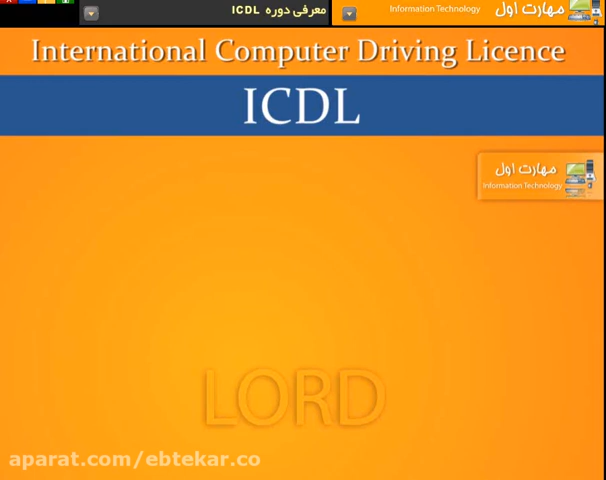 معرفی دوره ICDL
مهارت اول
Information Technology
International Computer Driving Licence
ICDL
مهارت اول
Information Technology
LORD
aparat.com/ebtekar.co